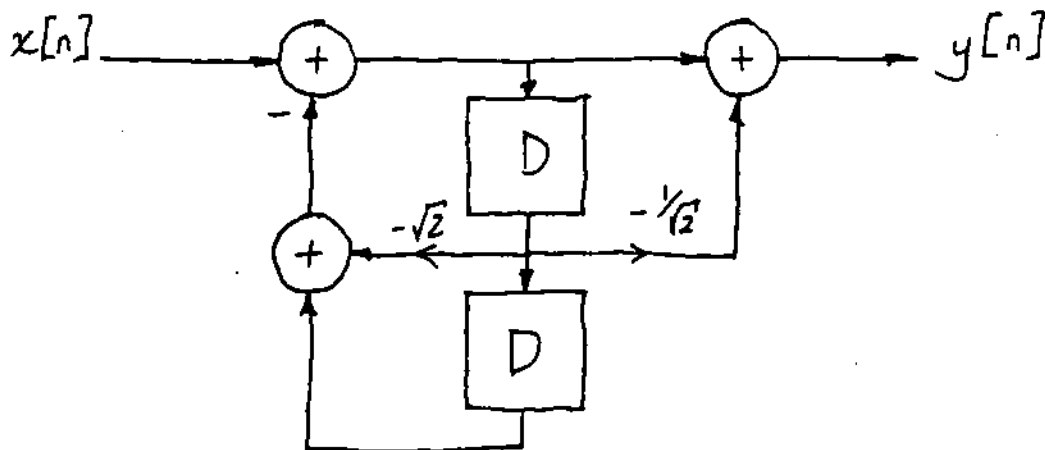 x[n] + + y[n]
-
D
-√2 -1/√2
+
D